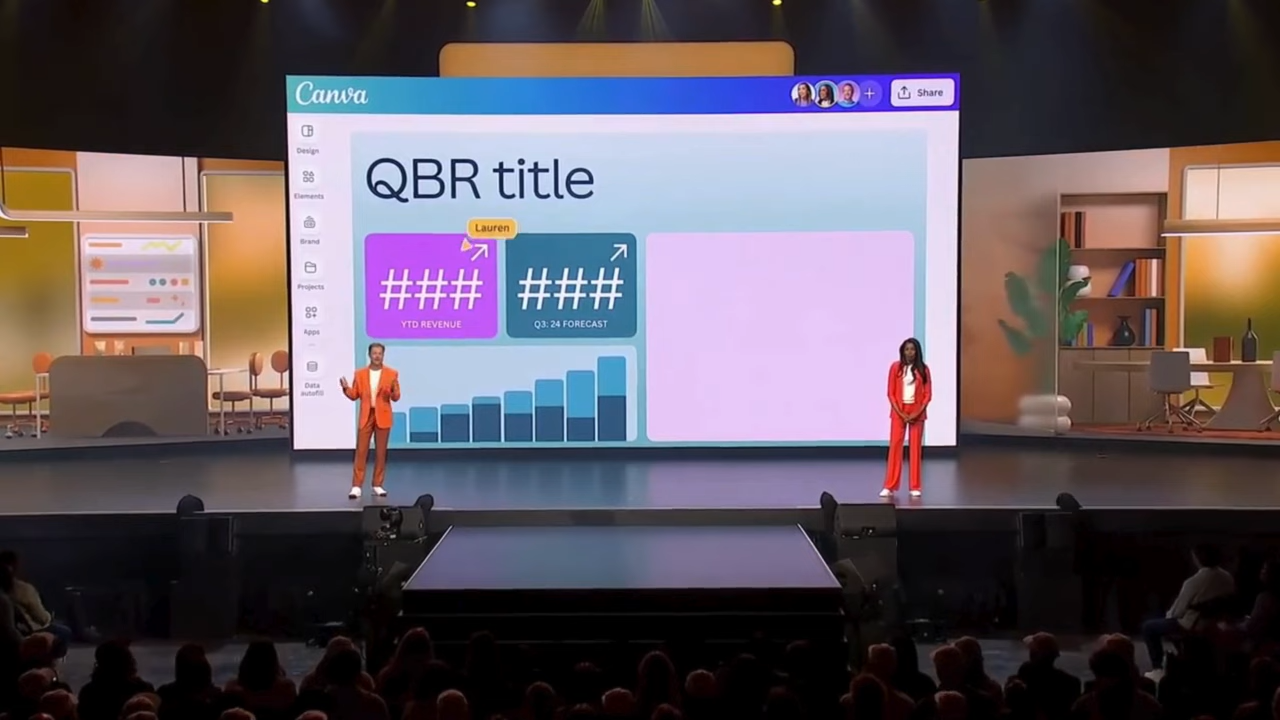 Canva
Share
Design
Elements
Brand
Projects
Apps
Data
autofill
QBR title
Lauren
###
YTD REVENUE
###
Q3: 24 FORECAST